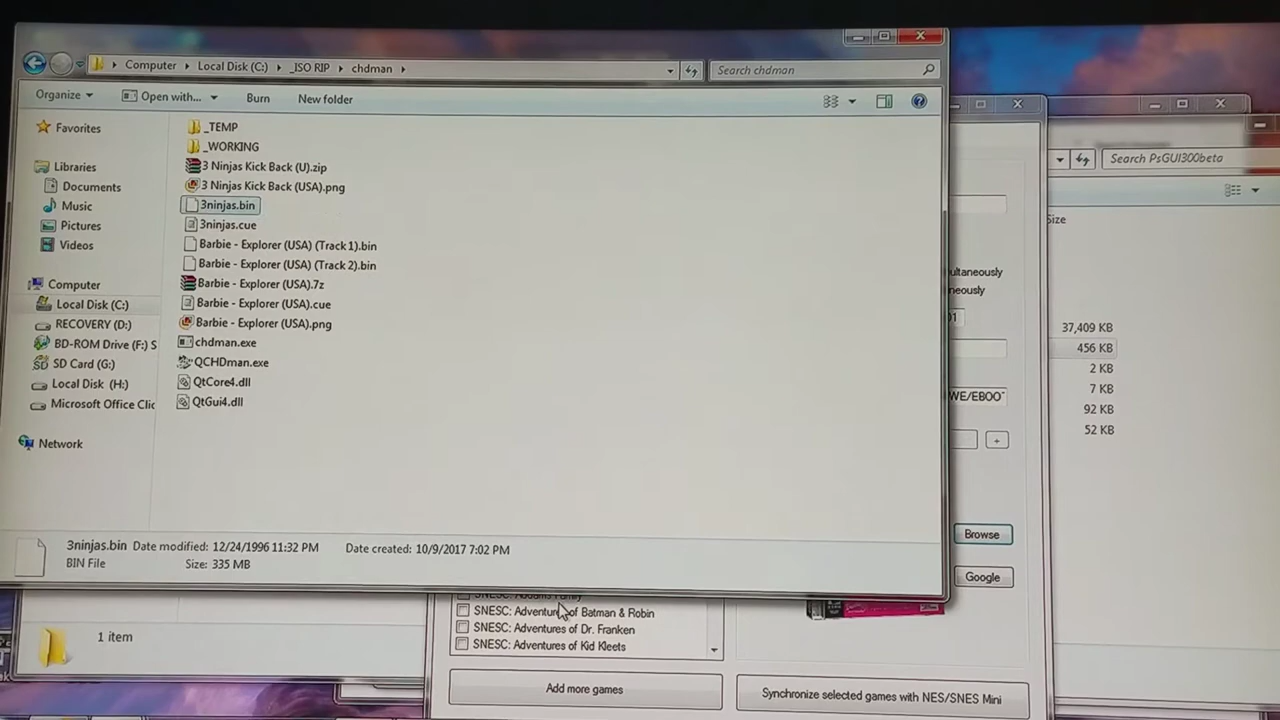 Computer Local Disk (C:) _ISO RIP chdman
Search chdman
Organize Open with... Burn New folder
Favorites
Libraries
Documents
Music
Pictures
Videos
Computer
Local Disk (C:)
RECOVERY (D:)
BD-ROM Drive (F:) S
SD Card (G:)
Local Disk (H:)
Microsoft Office Clic
Network
_TEMP
_WORKING
3 Ninjas Kick Back (U).zip
3 Ninjas Kick Back (USA).png
3ninjas.bin
3ninjas.cue
Barbie - Explorer (USA) (Track 1).bin
Barbie - Explorer (USA) (Track 2).bin
Barbie - Explorer (USA).7z
Barbie - Explorer (USA).cue
Barbie - Explorer (USA).png
chdman.exe
QCHDman.exe
QtCore4.dll
QtGui4.dll
3ninjas.bin Date modified: 12/24/1996 11:32 PM Date created: 10/9/2017 7:02 PM
BIN File Size: 335 MB
Search PsGUI300beta
Size
ultaneously
neously
01
WE/EBOOT
+
Browse
Google
37,409 KB
456 KB
2 KB
7 KB
92 KB
52 KB
1 item
SNESC: Addams Family
SNESC: Adventures of Batman & Robin
SNESC: Adventures of Dr. Franken
SNESC: Adventures of Kid Kleets
Add more games
Synchronize selected games with NES/SNES Mini